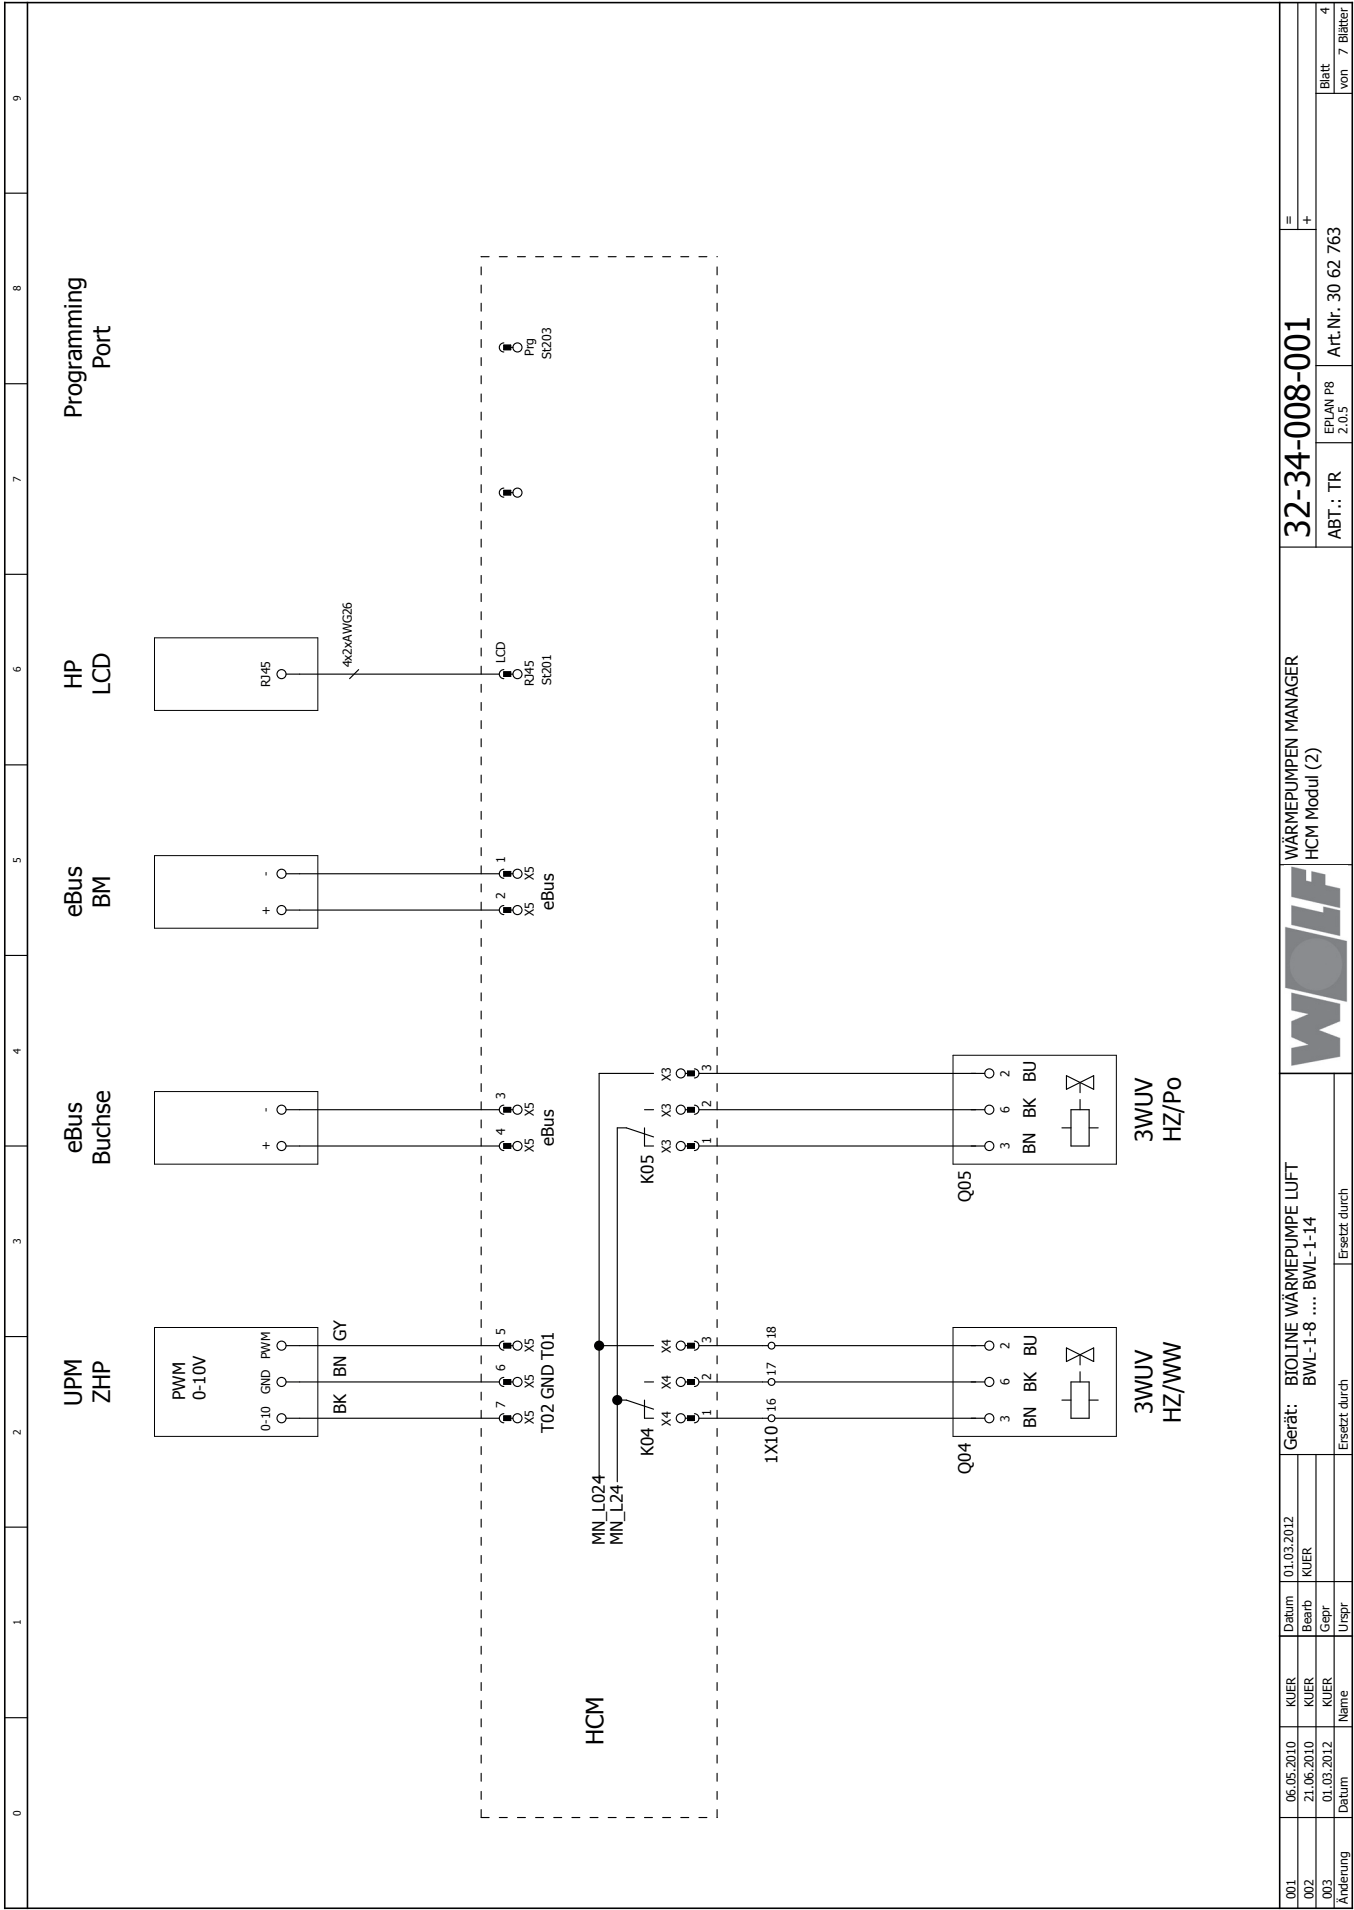 0 1 2 3 4 5 6 7 8 9
UPM
ZHP
eBus
Buchse
eBus
BM
HP
LCD
Programming
Port
PWM
0-10V
0-10 GND PWM
+ -
+ -
RJ45
BK BN GY
4x2xAWG26
7 6 5
X5 X5 X5
T02 GND T01
4 3
X5 X5
eBus
2 1
X5 X5
eBus
LCD
RJ45
St201
Prg
St203
HCM
MN_L024
MN_L24
K04
X4 X4 X4
1 2 3
K05
X3 X3 X3
1 2 3
1X10 16 17 18
Q04
3 6 2
BN BK BU
3WUV
HZ/WW
Q05
3 6 2
BN BK BU
3WUV
HZ/Po
001 06.05.2010 KUER
002 21.06.2010 KUER
003 01.03.2012 KUER
Änderung Datum Name
Datum 01.03.2012
Bearb KUER
Gepr
Urspr
Gerät: BIOLINE WÄRMEPUMPE LUFT
BWL-1-8 .... BWL-1-14
Ersetzt durch Ersetzt durch
WOLF
WÄRMEPUMPEN MANAGER
HCM Modul (2)
32-34-008-001
=
+
ABT.: TR
EPLAN P8
2.0.5
Art.Nr. 30 62 763
Blatt 4
von 7 Blätter